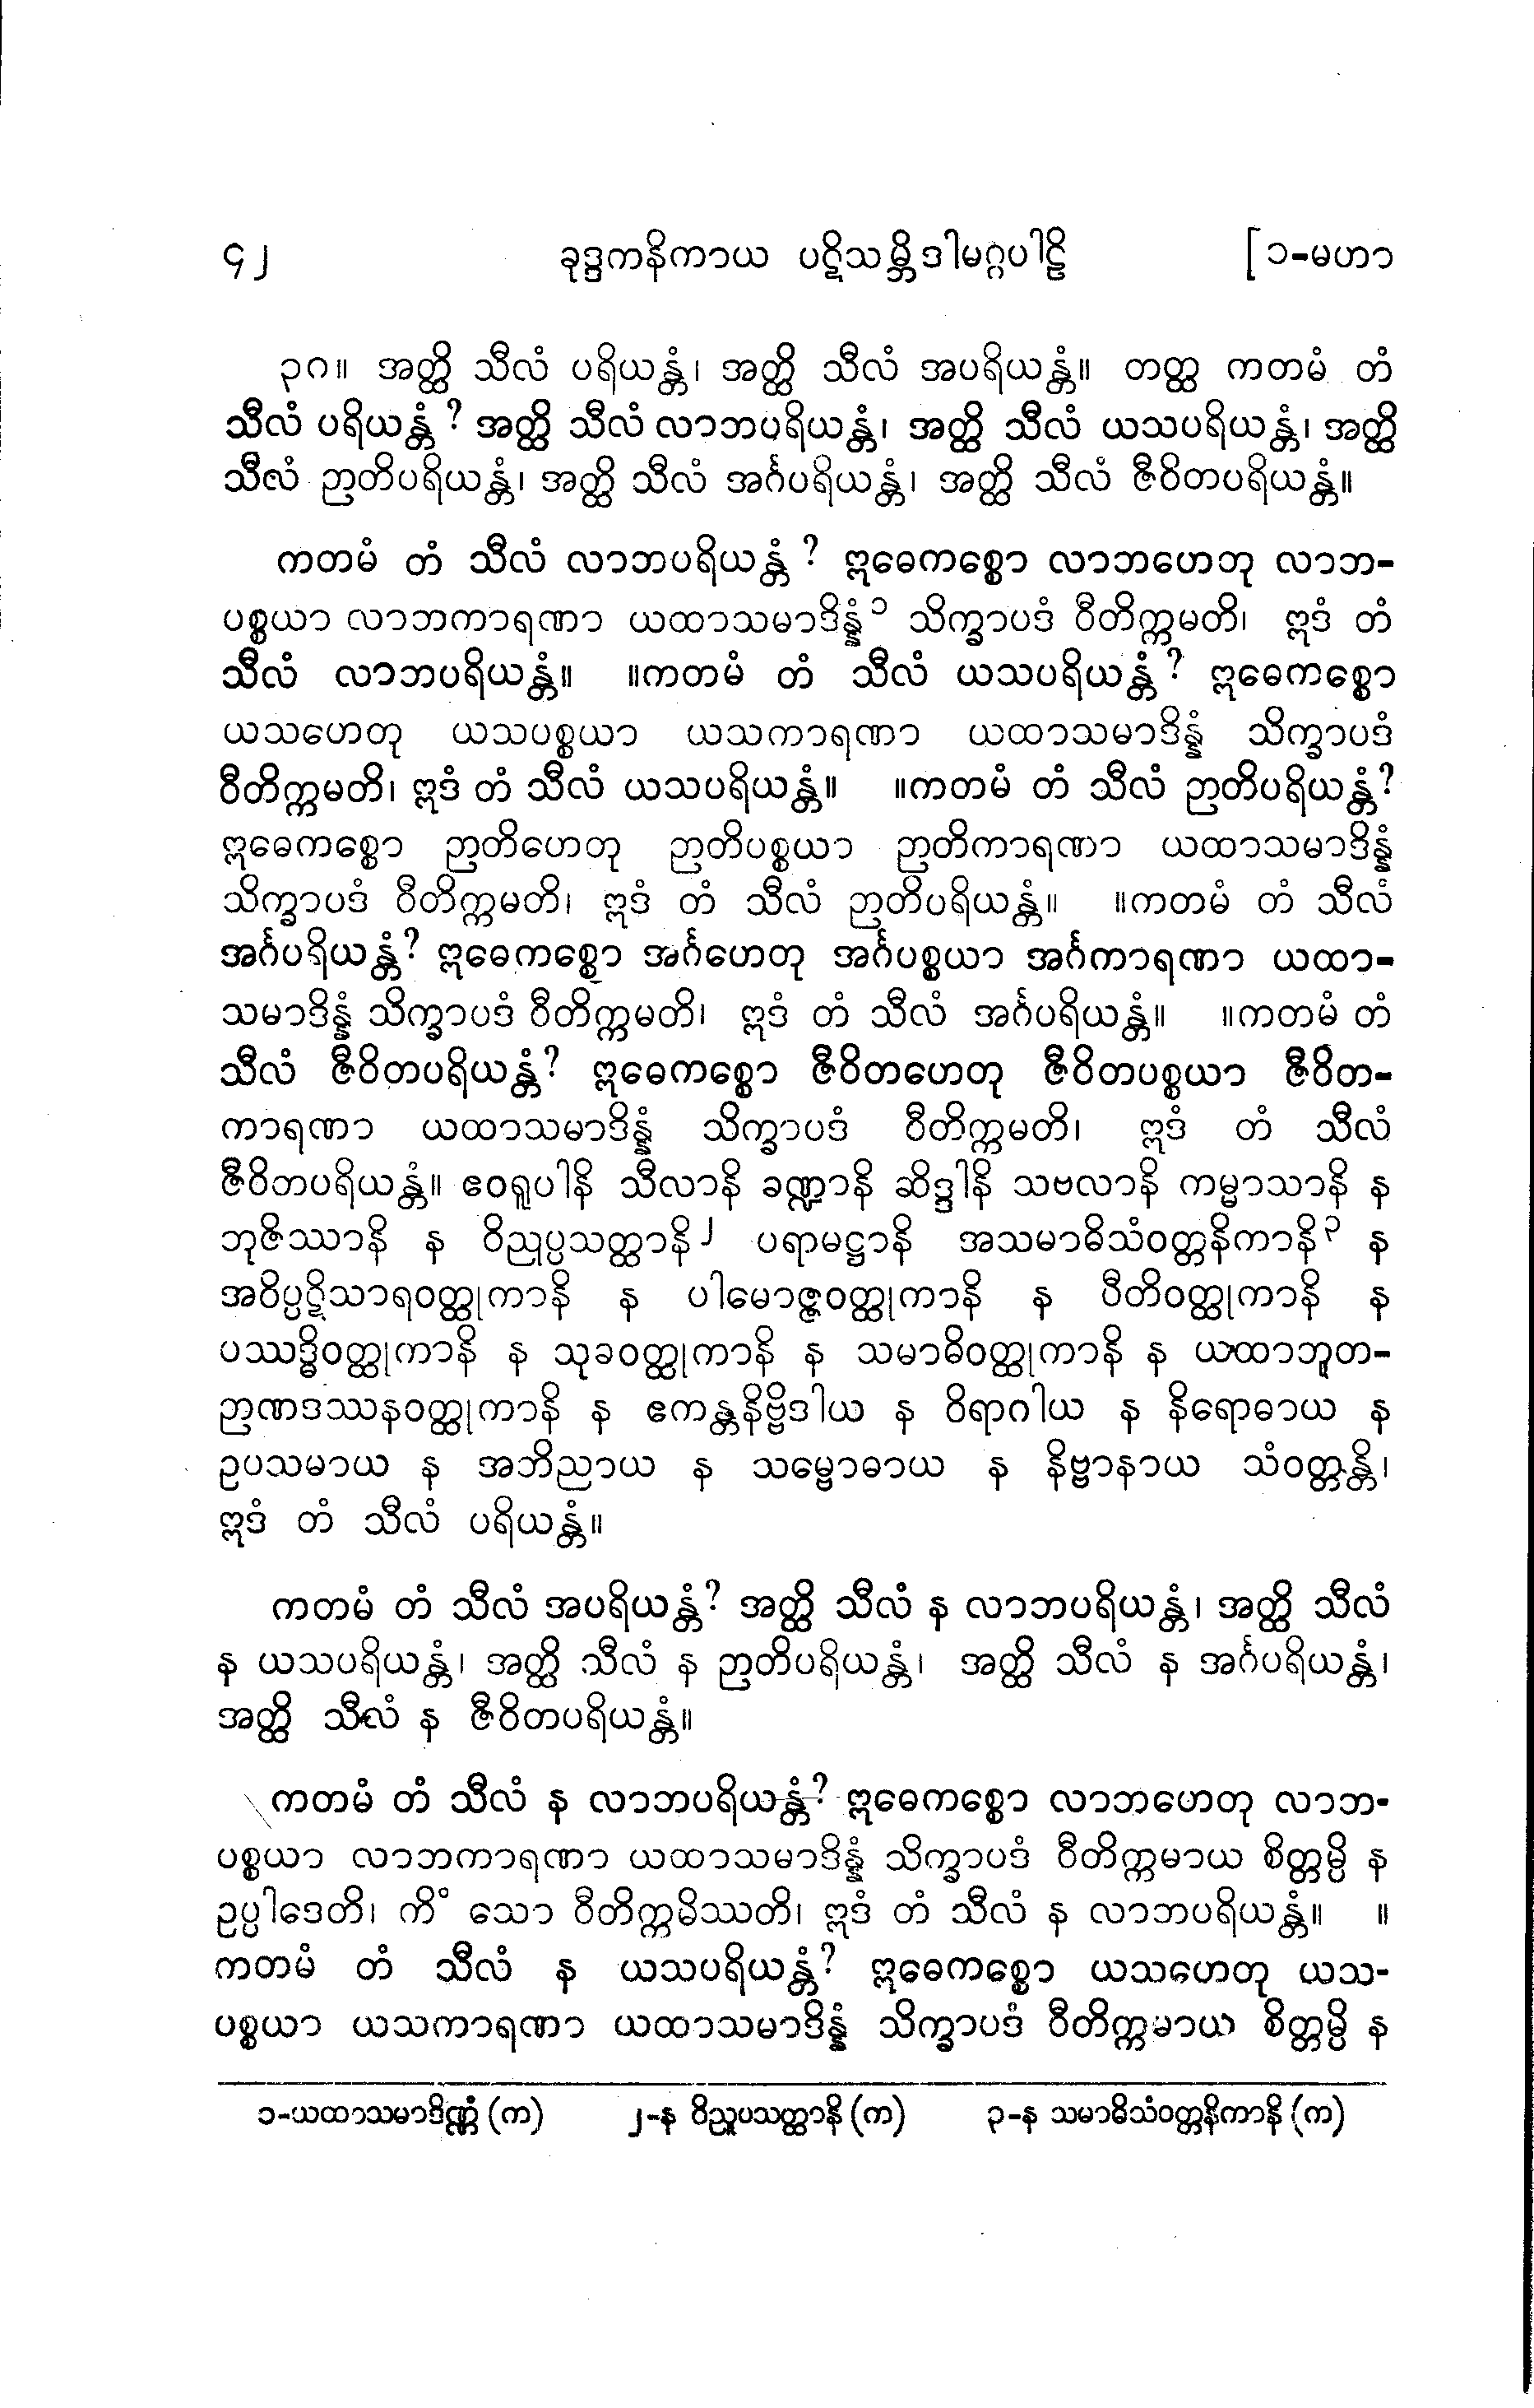 ၄၂ ခုဒ္ဒကနိကာယ ပဋိသမ္ဘိဒါမဂ္ဂပါဠိ [ ၁-မဟာ
၃၈။ အတ္ထိ သီလံ ပရိယန္တံ၊ အတ္ထိ သီလံ အပရိယန္တံ။ တတ္ထ ကတမံ တံ
သီလံ ပရိယန္တံ? အတ္ထိ သီလံ လာဘပရိယန္တံ၊ အတ္ထိ သီလံ ယသပရိယန္တံ၊ အတ္ထိ
သီလံ ဉာတိပရိယန္တံ၊ အတ္ထိ သီလံ အင်္ဂပရိယန္တံ၊ အတ္ထိ သီလံ ဇီဝိတပရိယန္တံ။
ကတမံ တံ သီလံ လာဘပရိယန္တံ? ဣဓေကစ္စော လာဘဟေတု လာဘ-
ပစ္စယာ လာဘကာရဏာ ယထာသမာဒိန္နံ၁ သိက္ခာပဒံ ဝီတိက္ကမတိ၊ ဣဒံ တံ
သီလံ လာဘပရိယန္တံ။ ။ကတမံ တံ သီလံ ယသပရိယန္တံ? ဣဓေကစ္စော
ယသဟေတု ယသပစ္စယာ ယသကာရဏာ ယထာသမာဒိန္နံ သိက္ခာပဒံ
ဝီတိက္ကမတိ၊ ဣဒံ တံ သီလံ ယသပရိယန္တံ။ ။ကတမံ တံ သီလံ ဉာတိပရိယန္တံ?
ဣဓေကစ္စော ဉာတိဟေတု ဉာတိပစ္စယာ ဉာတိကာရဏာ ယထာသမာဒိန္နံ
သိက္ခာပဒံ ဝီတိက္ကမတိ၊ ဣဒံ တံ သီလံ ဉာတိပရိယန္တံ။ ။ကတမံ တံ သီလံ
အင်္ဂပရိယန္တံ? ဣဓေကစ္စော အင်္ဂဟေတု အင်္ဂပစ္စယာ အင်္ဂကာရဏာ ယထာ-
သမာဒိန္နံ သိက္ခာပဒံ ဝီတိက္ကမတိ၊ ဣဒံ တံ သီလံ အင်္ဂပရိယန္တံ။ ။ကတမံ တံ
သီလံ ဇီဝိတပရိယန္တံ? ဣဓေကစ္စော ဇီဝိတဟေတု ဇီဝိတပစ္စယာ ဇီဝိတ-
ကာရဏာ ယထာသမာဒိန္နံ သိက္ခာပဒံ ဝီတိက္ကမတိ၊ ဣဒံ တံ သီလံ
ဇီဝိတပရိယန္တံ။ ဧဝရူပါနိ သီလာနိ ခဏ္ဍာနိ ဆိဒ္ဒါနိ သဗလာနိ ကမ္မာသာနိ န
ဘုဇိဿာနိ န ဝိညုပ္ပသတ္ထာနိ၂ ပရာမဋ္ဌာနိ အသမာဓိသံဝတ္တနိကာနိ၃ န
အဝိပ္ပဋိသာရဝတ္ထုကာနိ န ပါမောဇ္ဇဝတ္ထုကာနိ န ပီတိဝတ္ထုကာနိ န
ပဿဒ္ဓိဝတ္ထုကာနိ န သုခဝတ္ထုကာနိ န သမာဓိဝတ္ထုကာနိ န ယထာဘူတ-
ဉာဏဒဿနဝတ္ထုကာနိ န ဧကန္တနိဗ္ဗိဒါယ န ဝိရာဂါယ န နိရောဓာယ န
ဥပသမာယ န အဘိညာယ န သမ္ဗောဓာယ န နိဗ္ဗာနာယ သံဝတ္တန္တိ၊
ဣဒံ တံ သီလံ ပရိယန္တံ။
ကတမံ တံ သီလံ အပရိယန္တံ? အတ္ထိ သီလံ န လာဘပရိယန္တံ၊ အတ္ထိ သီလံ
န ယသပရိယန္တံ၊ အတ္ထိ သီလံ န ဉာတိပရိယန္တံ၊ အတ္ထိ သီလံ န အင်္ဂပရိယန္တံ၊
အတ္ထိ သီလံ န ဇီဝိတပရိယန္တံ။
ကတမံ တံ သီလံ န လာဘပရိယန္တံ? ဣဓေကစ္စော လာဘဟေတု လာဘ-
ပစ္စယာ လာဘကာရဏာ ယထာသမာဒိန္နံ သိက္ခာပဒံ ဝီတိက္ကမာယ စိတ္တမ္ပိ န
ဥပ္ပါဒေတိ၊ ကိံ သော ဝီတိက္ကမိဿတိ၊ ဣဒံ တံ သီလံ န လာဘပရိယန္တံ။ ။
ကတမံ တံ သီလံ န ယသပရိယန္တံ? ဣဓေကစ္စော ယသဟေတု ယသ-
ပစ္စယာ ယသကာရဏာ ယထာသမာဒိန္နံ သိက္ခာပဒံ ဝီတိက္ကမာယ စိတ္တမ္ပိ န
၁-ယထာသမာဒိဏ္ဏံ (က) ၂-န ဝိညူပသတ္ထာနိ (က) ၃-န သမာဓိသံဝတ္တနိကာနိ (က)